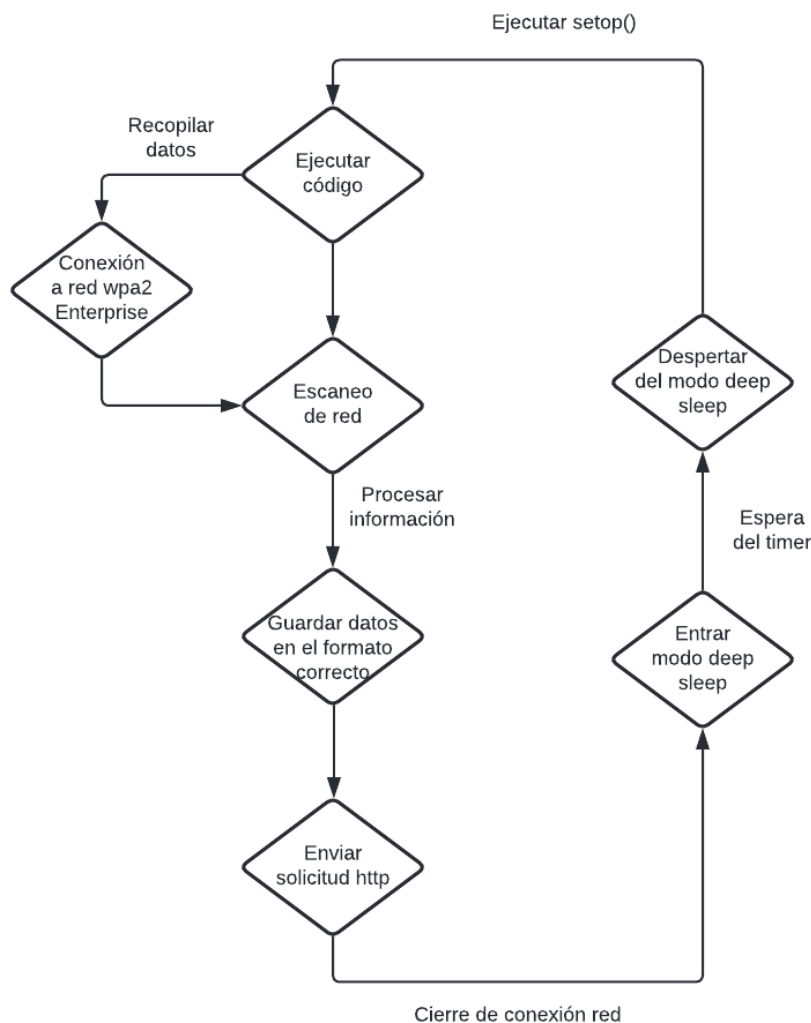 Ejecutar setop()
Recopilar
datos
Ejecutar
código
Conexión
a red wpa2
Enterprise
Escaneo
de red
Procesar
información
Guardar datos
en el formato
correcto
Enviar
solicitud http
Cierre de conexión red
Entrar
modo deep
sleep
Espera
del timer
Despertar
del modo deep
sleep